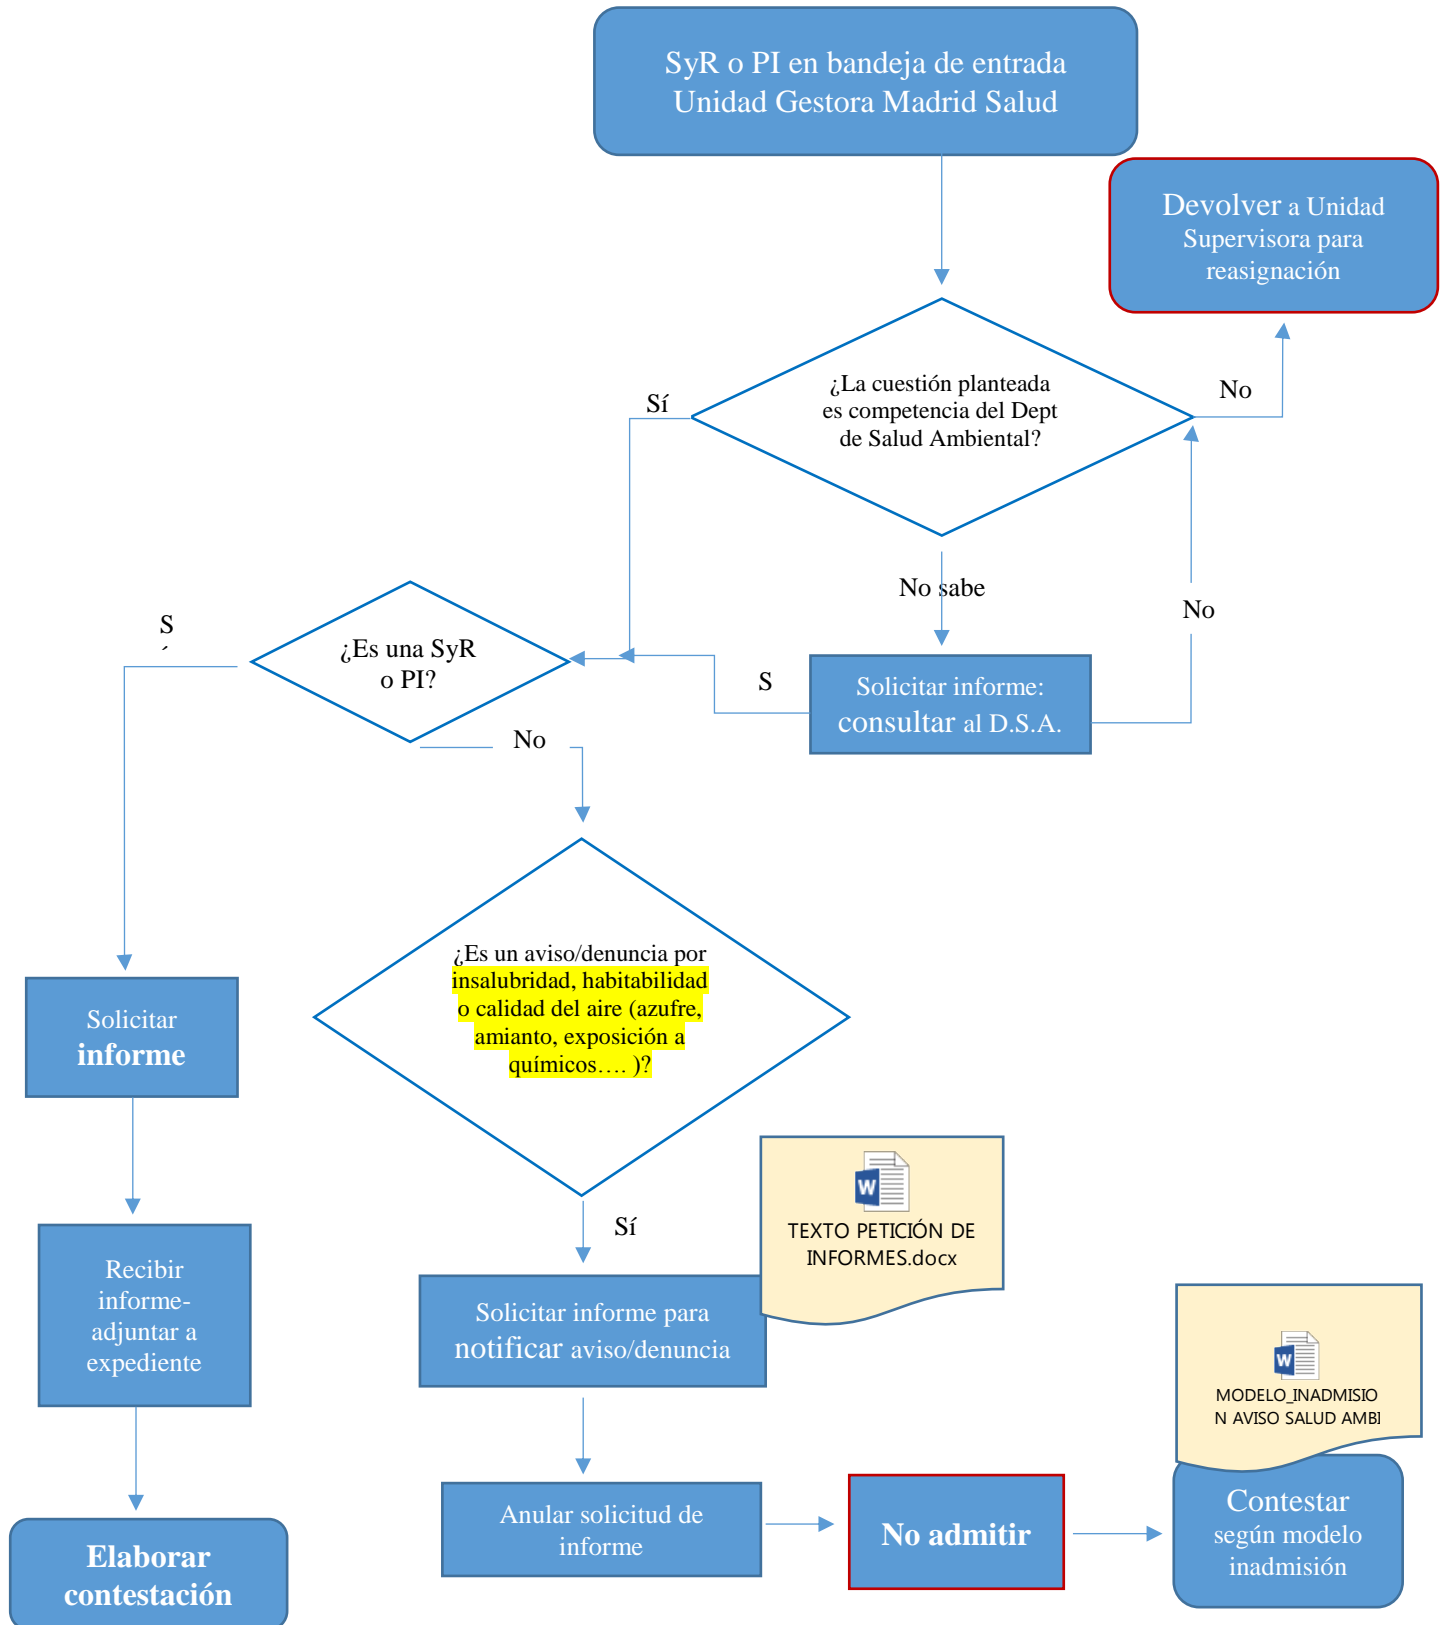 SyR o PI en bandeja de entrada
Unidad Gestora Madrid Salud
Devolver a Unidad
Supervisora para
reasignación
¿La cuestión planteada
es competencia del Dept
de Salud Ambiental?
Sí
No
No sabe
No
S
¿Es una SyR
o PI?
S
Solicitar informe:
consultar al D.S.A.
No
¿Es un aviso/denuncia por
insalubridad, habitabilidad
o calidad del aire (azufre,
amianto, exposición a
químicos…. )?
Solicitar
informe
Sí
TEXTO PETICIÓN DE
INFORMES.docx
Recibir
informe-
adjuntar a
expediente
Solicitar informe para
notificar aviso/denuncia
MODELO_INADMISIO
N AVISO SALUD AMBI
Anular solicitud de
informe
No admitir
Contestar
según modelo
inadmisión
Elaborar
contestación